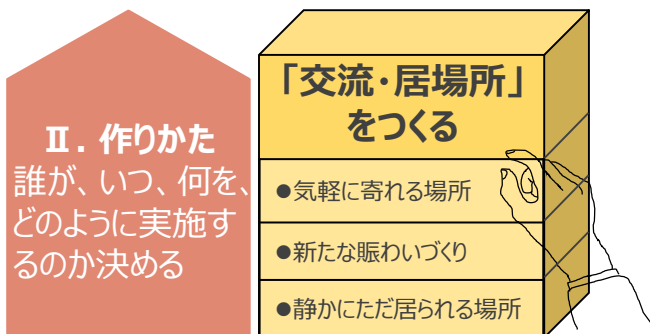 Ⅱ. 作りかた
誰が、いつ、何を、
どのように実施す
るのか決める
「交流・居場所」
をつくる
●気軽に寄れる場所
●新たな賑わいづくり
●静かにただ居られる場所